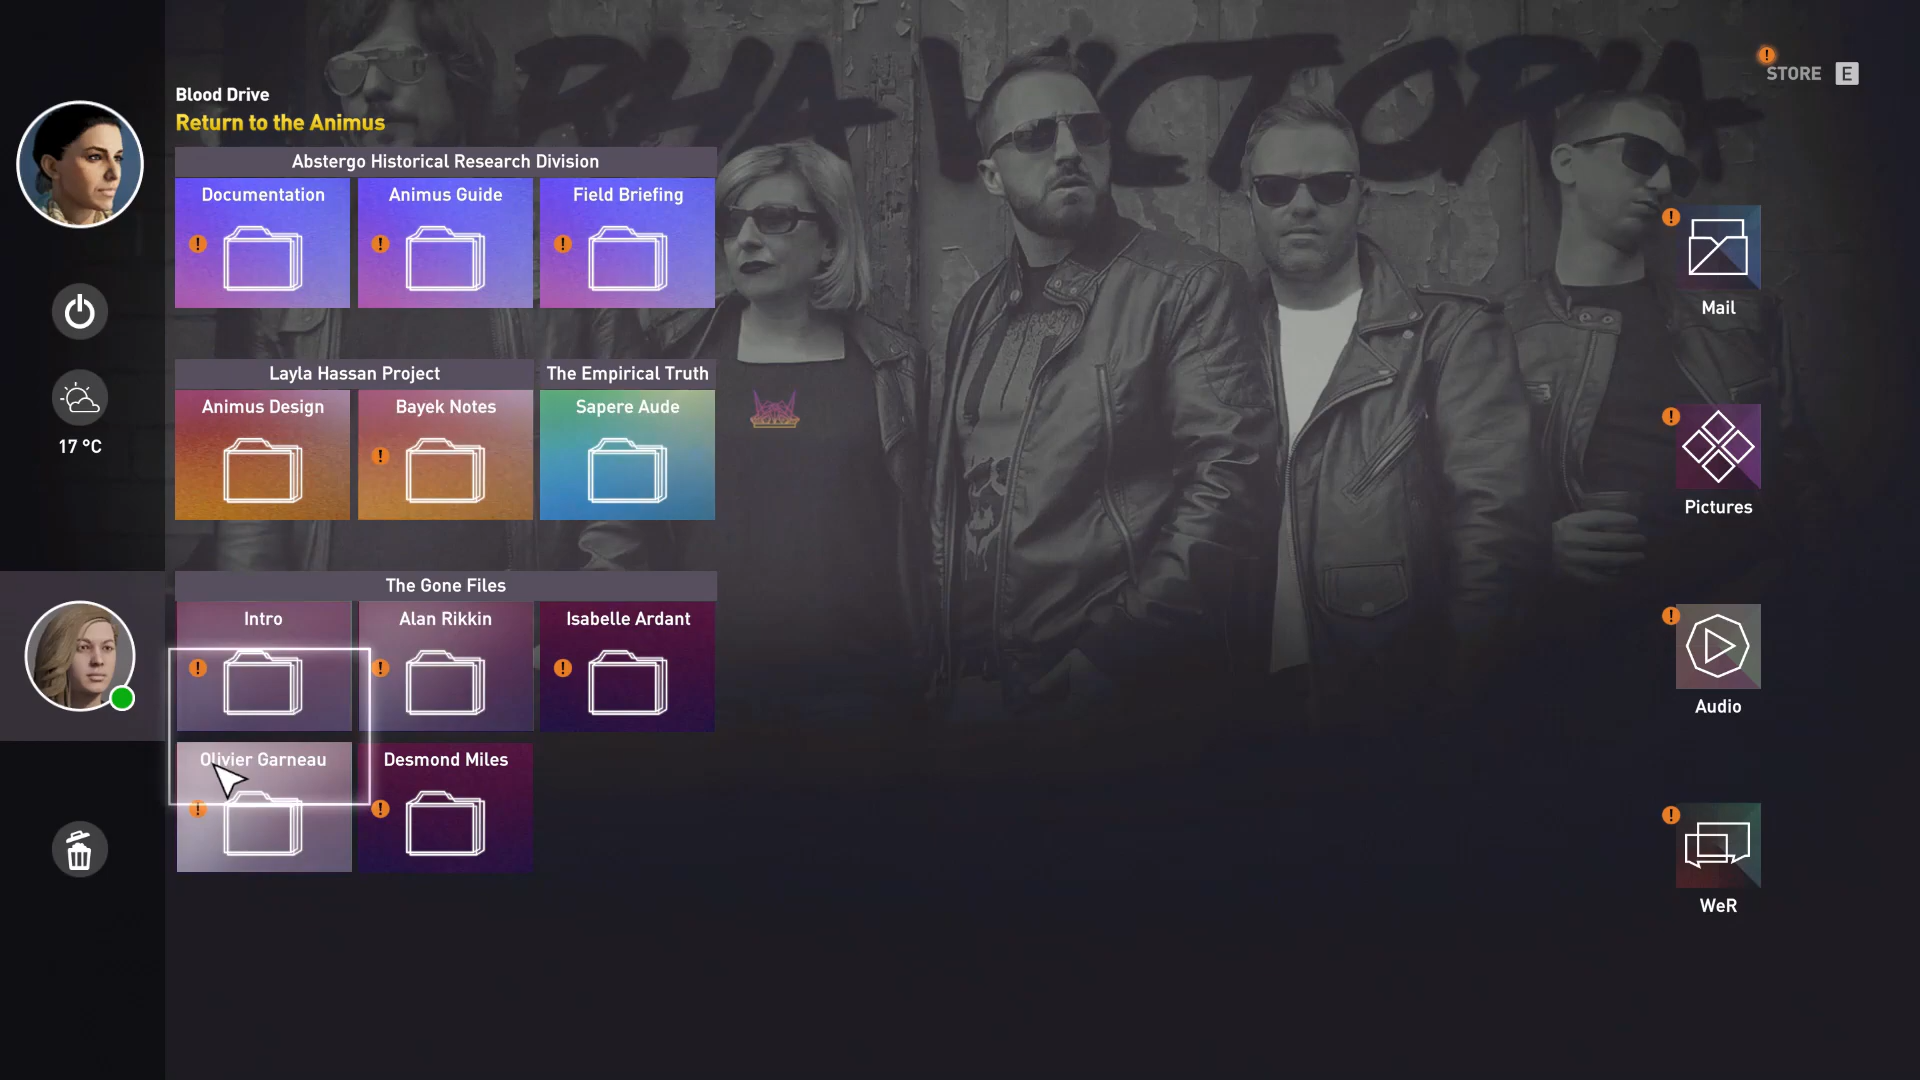 STORE E
Blood Drive
Return to the Animus
Abstergo Historical Research Division
Documentation
Animus Guide
Field Briefing
Layla Hassan Project
The Empirical Truth
Animus Design
Bayek Notes
Sapere Aude
17 °C
The Gone Files
Intro
Alan Rikkin
Isabelle Ardant
Olivier Garneau
Desmond Miles
Mail
Pictures
Audio
WeR